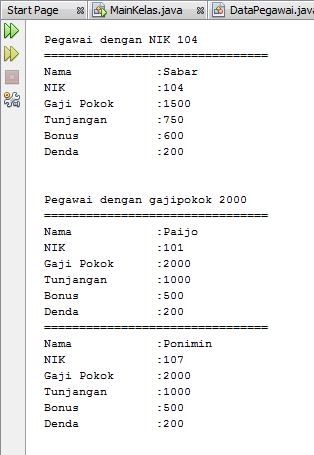 Start Page MainKelas.java DataPegawai.java
Pegawai dengan NIK 104
================================
Nama :Sabar
NIK :104
Gaji Pokok :1500
Tunjangan :750
Bonus :600
Denda :200
Pegawai dengan gajipokok 2000
================================
Nama :Paijo
NIK :101
Gaji Pokok :2000
Tunjangan :1000
Bonus :500
Denda :200
================================
Nama :Ponimin
NIK :107
Gaji Pokok :2000
Tunjangan :1000
Bonus :500
Denda :200